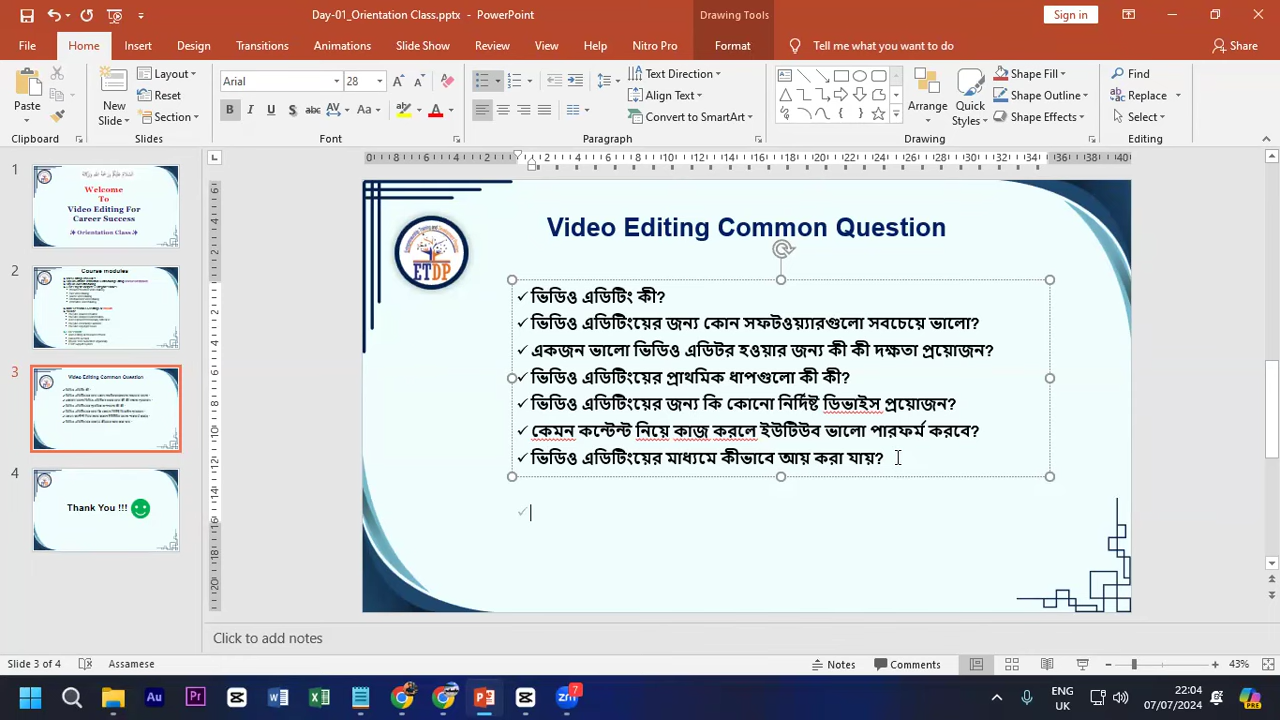 Day-01_Orientation Class.pptx - PowerPoint
Drawing Tools
Sign in
File Home Insert Design Transitions Animations Slide Show Review View Help Nitro Pro Format Tell me what you want to do Share
Paste
New Slide
Layout
Reset
Section
Arial 28
Text Direction
Align Text
Convert to SmartArt
Arrange
Quick Styles
Shape Fill
Shape Outline
Shape Effects
Find
Replace
Select
Clipboard Slides Font Paragraph Drawing Editing
1
Welcome
To
Video Editing For
Career Success
Orientation Class
2
Course modules
3
Video Editing Common Question
4
Thank You !!!
Video Editing Common Question
ETDP
✓ ভিডিও এডিটিং কী?
✓ ভিডিও এডিটিংয়ের জন্য কোন সফটওয়্যারগুলো সবচেয়ে ভালো?
✓ একজন ভালো ভিডিও এডিটর হওয়ার জন্য কী কী দক্ষতা প্রয়োজন?
✓ ভিডিও এডিটিংয়ের প্রাথমিক ধাপগুলো কী কী?
✓ ভিডিও এডিটিংয়ের জন্য কি কোনো নির্দিষ্ট ডিভাইস প্রয়োজন?
✓ কেমন কন্টেন্ট নিয়ে কাজ করলে ইউটিউব ভালো পারফর্ম করবে?
✓ ভিডিও এডিটিংয়ের মাধ্যমে কীভাবে আয় করা যায়?
✓
Click to add notes
Slide 3 of 4 Assamese Notes Comments 43%
ENG
UK
22:04
07/07/2024